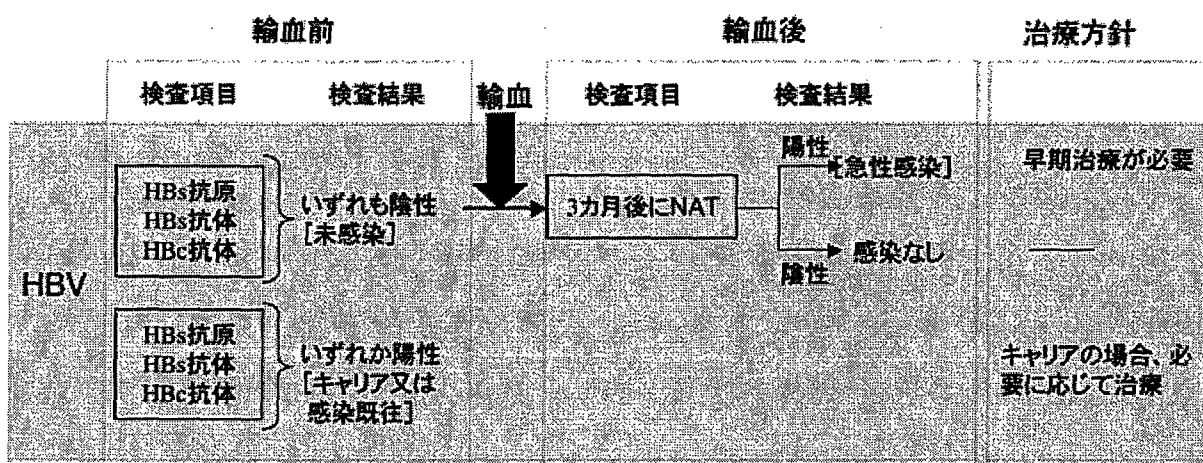 輸血前 輸血後 治療方針
検査項目 検査結果 輸血 検査項目 検査結果
HBV
HBs抗原
HBs抗体
HBc抗体
いずれも陰性
[未感染]
3カ月後にNAT
陽性
[急性感染]
早期治療が必要
陰性
感染なし
HBs抗原
HBs抗体
HBc抗体
いずれか陽性
[キャリア又は
感染既往]
キャリアの場合、必
要に応じて治療